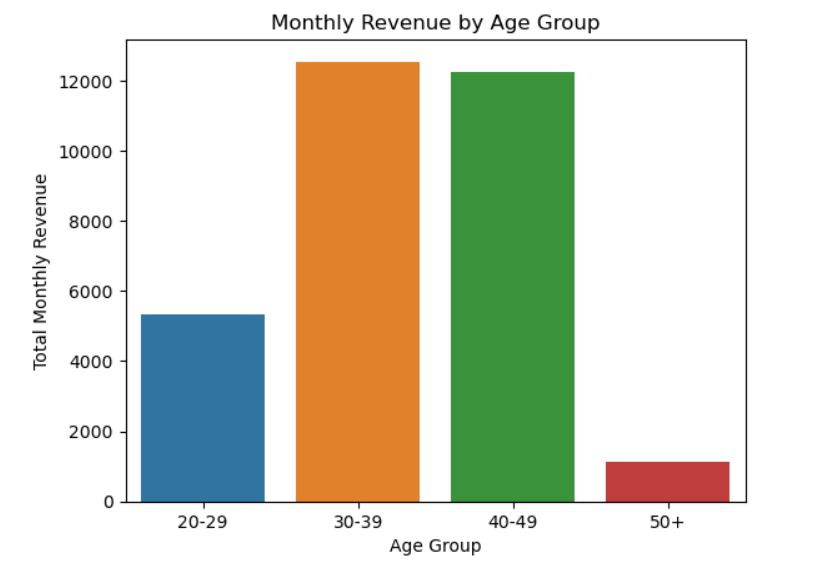 Monthly Revenue by Age Group
Total Monthly Revenue
12000
10000
8000
6000
4000
2000
0
20-29 30-39 40-49 50+
Age Group